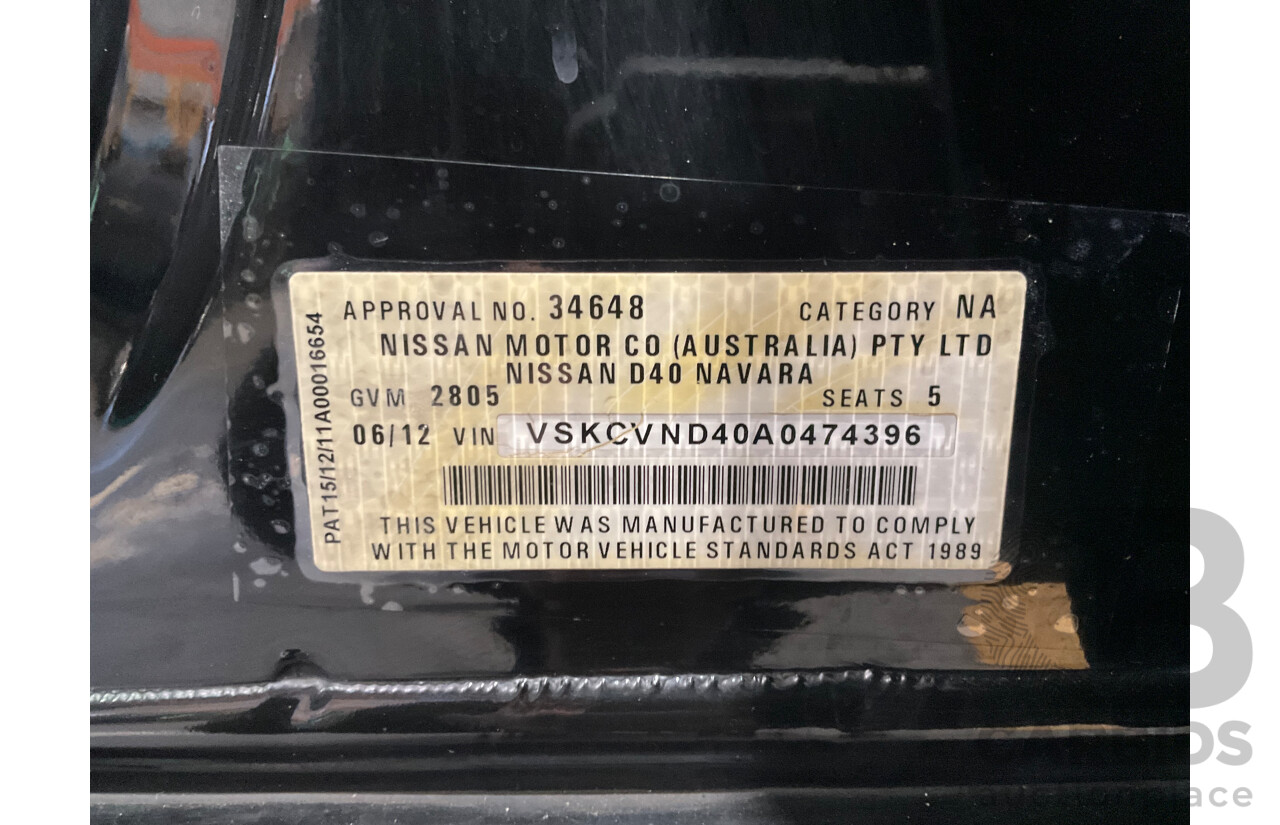 APPROVAL NO. 34648 CATEGORY NA
NISSAN MOTOR CO (AUSTRALIA) PTY LTD
NISSAN D40 NAVARA
GVM 2805 SEATS 5
06/12 VIN VSKCVND40A0474396
THIS VEHICLE WAS MANUFACTURED TO COMPLY
WITH THE MOTOR VEHICLE STANDARDS ACT 1989
PAT15/12/11A00016654